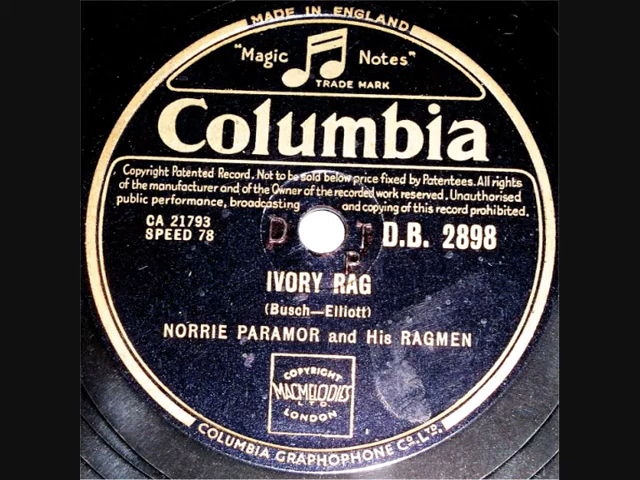 MADE IN ENGLAND
"Magic Notes"
TRADE MARK
Columbia
Copyright Patented Record. Not to be sold below price fixed by Patentees. All rights
of the manufacturer and of the Owner of the recorded work reserved. Unauthorised
public performance, broadcasting and copying of this record prohibited.
CA 21793
SPEED 78
D.B. 2898
D T
P
IVORY RAG
(Busch—Elliott)
NORRIE PARAMOR and His RAGMEN
COPYRIGHT
MACMELODIES
LTD.
LONDON
COLUMBIA GRAPHOPHONE CO. LTD.